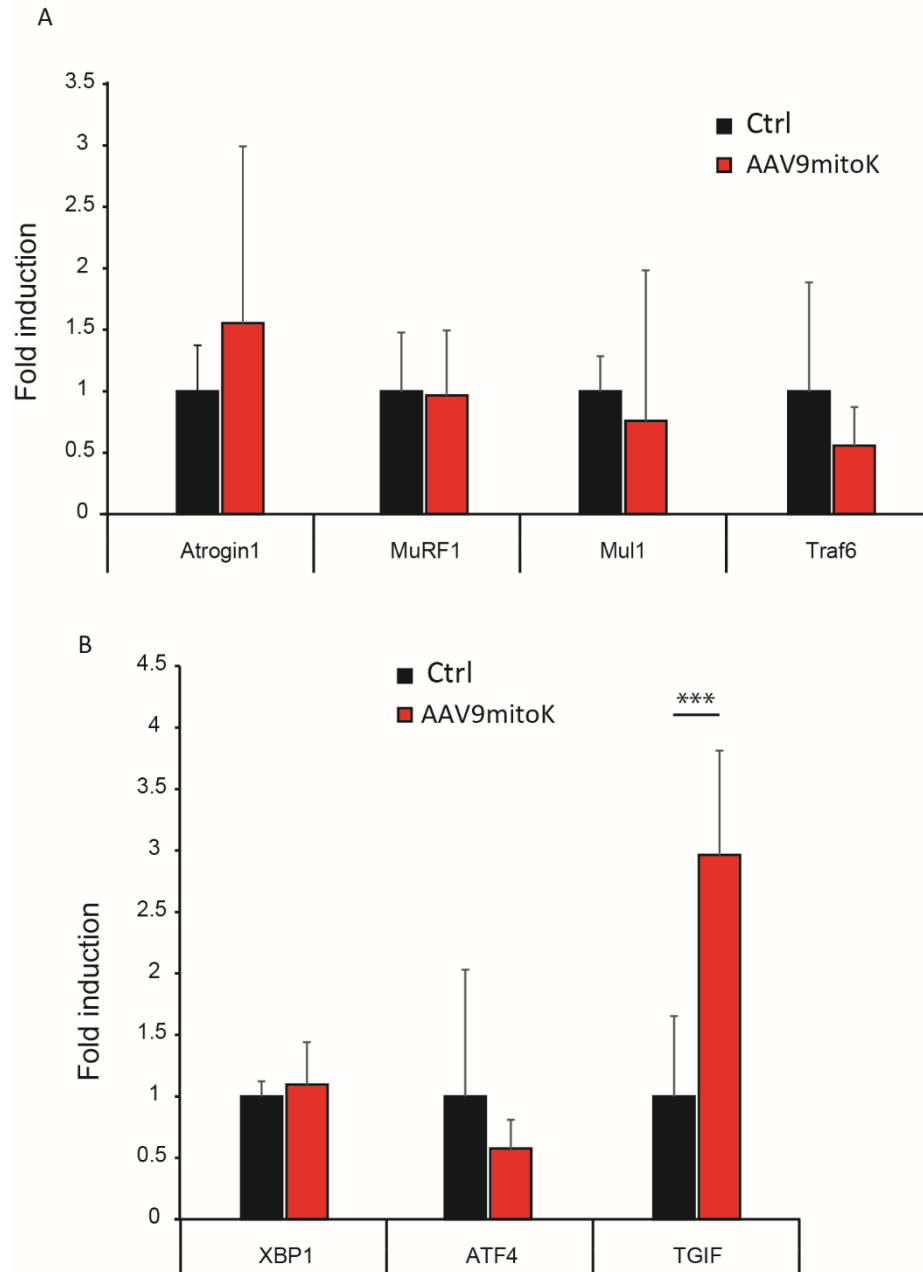 A
3.5
3
2.5
2
1.5
1
0.5
0
Fold induction
Ctrl
AAV9mitoK
Atrogin1 MuRF1 Mul1 Traf6
B
4.5
4
3.5
3
2.5
2
1.5
1
0.5
0
Fold induction
Ctrl
AAV9mitoK
***
XBP1 ATF4 TGIF